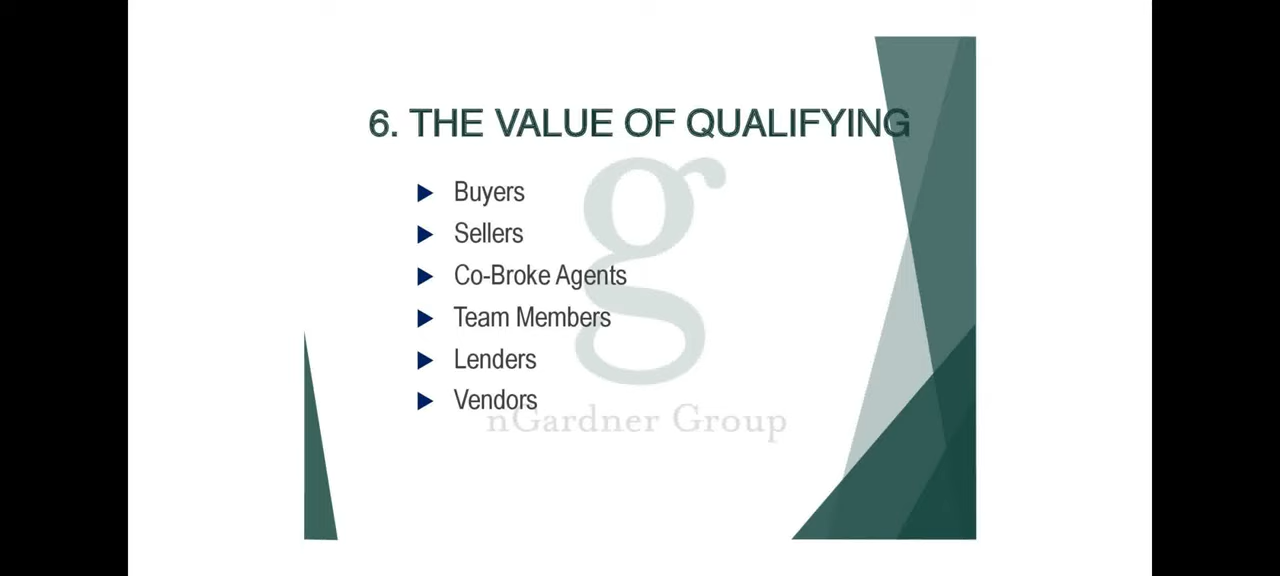 6. THE VALUE OF QUALIFYING
Buyers
Sellers
Co-Broke Agents
Team Members
Lenders
Vendors
g
nGardner Group